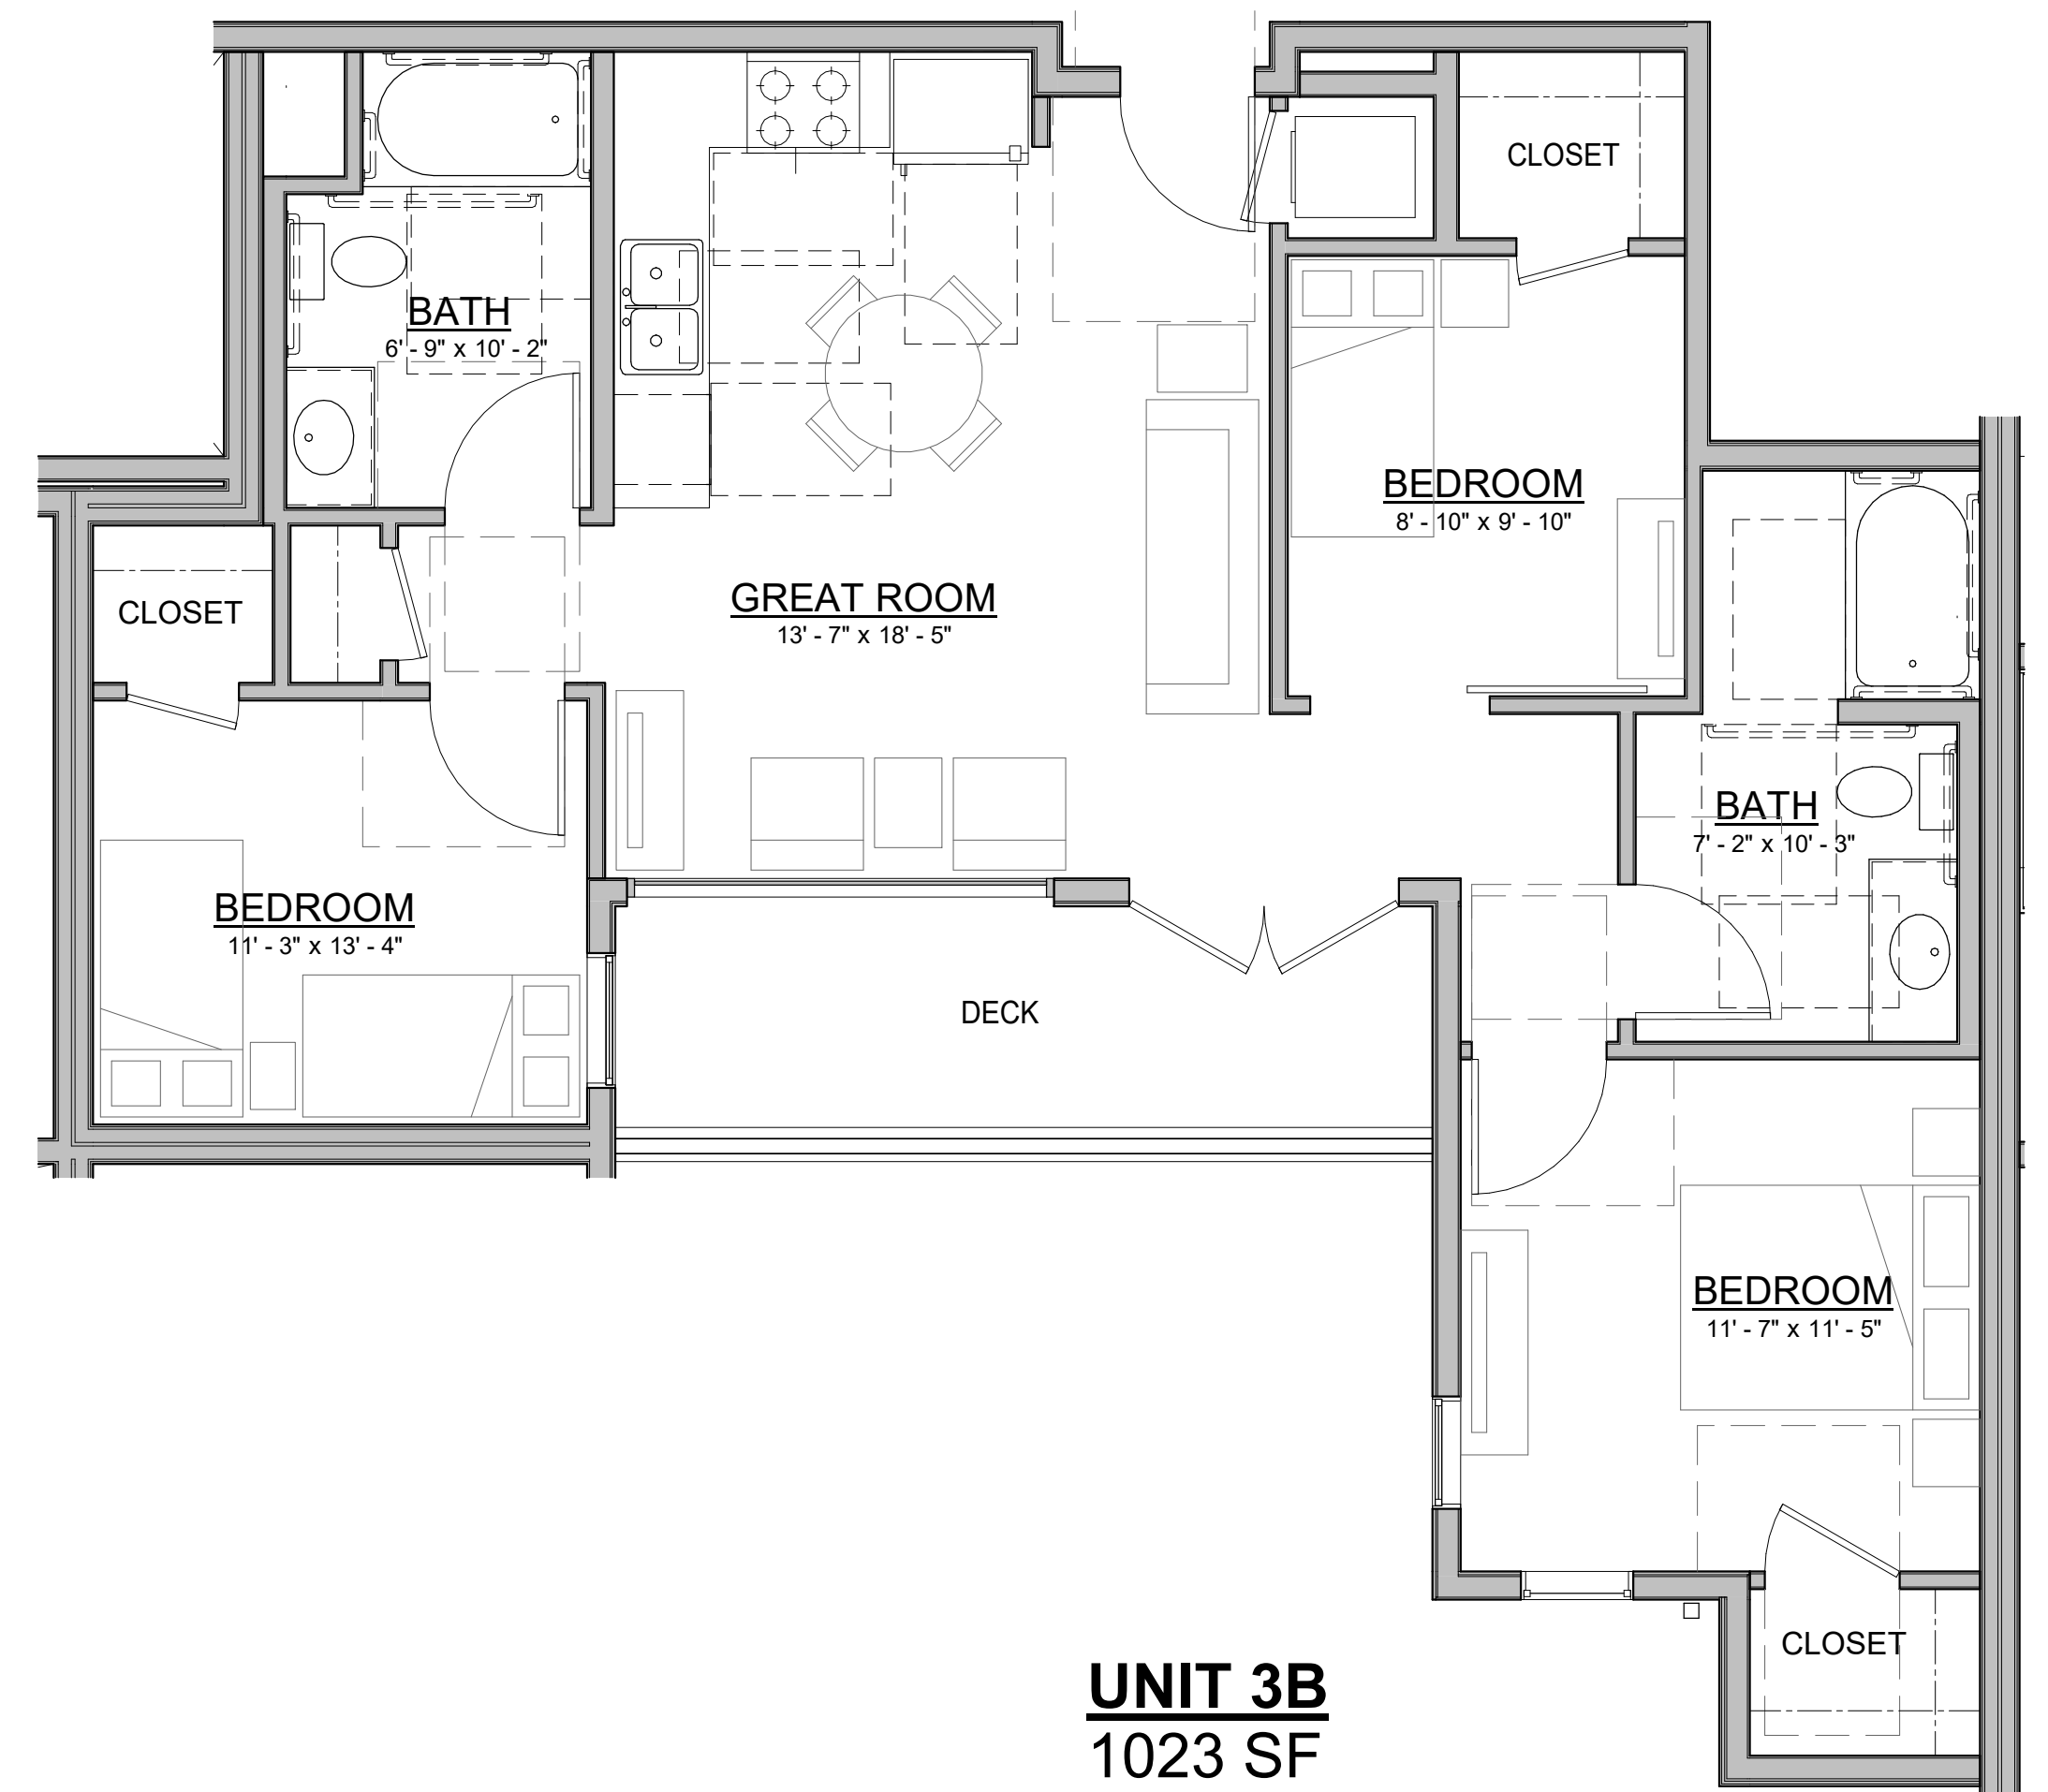 CLOSET
BATH
6' - 9" x 10' - 2"
BEDROOM
8' - 10" x 9' - 10"
CLOSET
GREAT ROOM
13' - 7" x 18' - 5"
BATH
7' - 2" x 10' - 3"
BEDROOM
11' - 3" x 13' - 4"
DECK
BEDROOM
11' - 7" x 11' - 5"
CLOSET
UNIT 3B
1023 SF